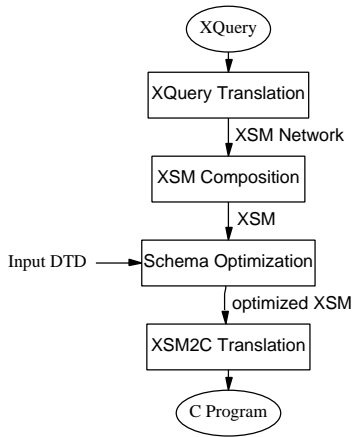 XQuery
XQuery Translation
XSM Network
XSM Composition
XSM
Input DTD
Schema Optimization
optimized XSM
XSM2C Translation
C Program